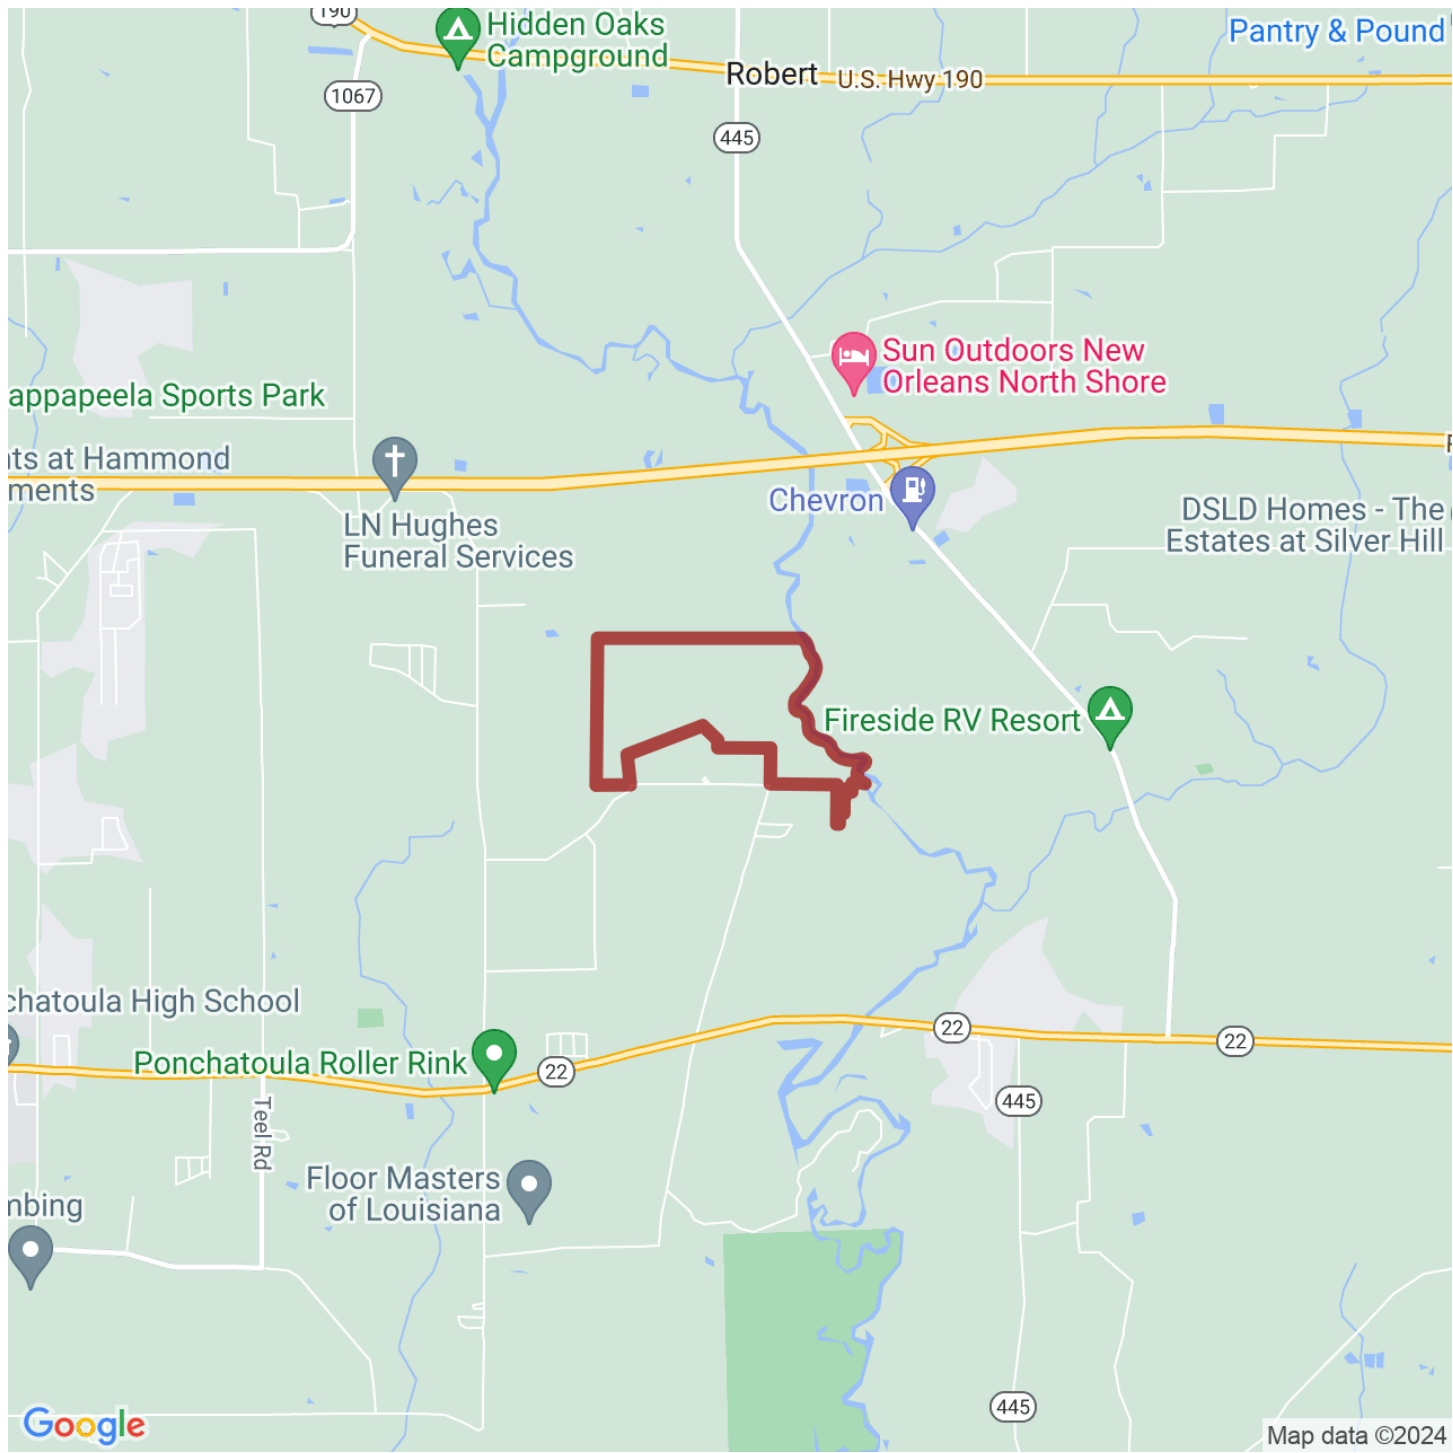 190
Hidden Oaks
Campground
Pantry & Pound
Robert
U.S. Hwy 190
1067
445
Sun Outdoors New
Orleans North Shore
appapeela Sports Park
nts at Hammond
ments
LN Hughes
Funeral Services
Chevron
DSLD Homes - The
Estates at Silver Hill
Fireside RV Resort
chatoula High School
Ponchatoula Roller Rink
22
22
22
445
Teel Rd
Floor Masters
of Louisiana
mbing
445
Google
Map data ©2024